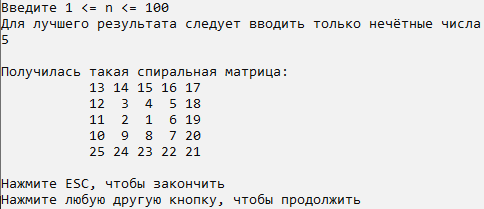 Введите 1 <= n <= 100
Для лучшего результата следует вводить только нечётные числа
5
Получилась такая спиральная матрица:
13 14 15 16 17
12 3 4 5 18
11 2 1 6 19
10 9 8 7 20
25 24 23 22 21
Нажмите ESC, чтобы закончить
Нажмите любую другую кнопку, чтобы продолжить